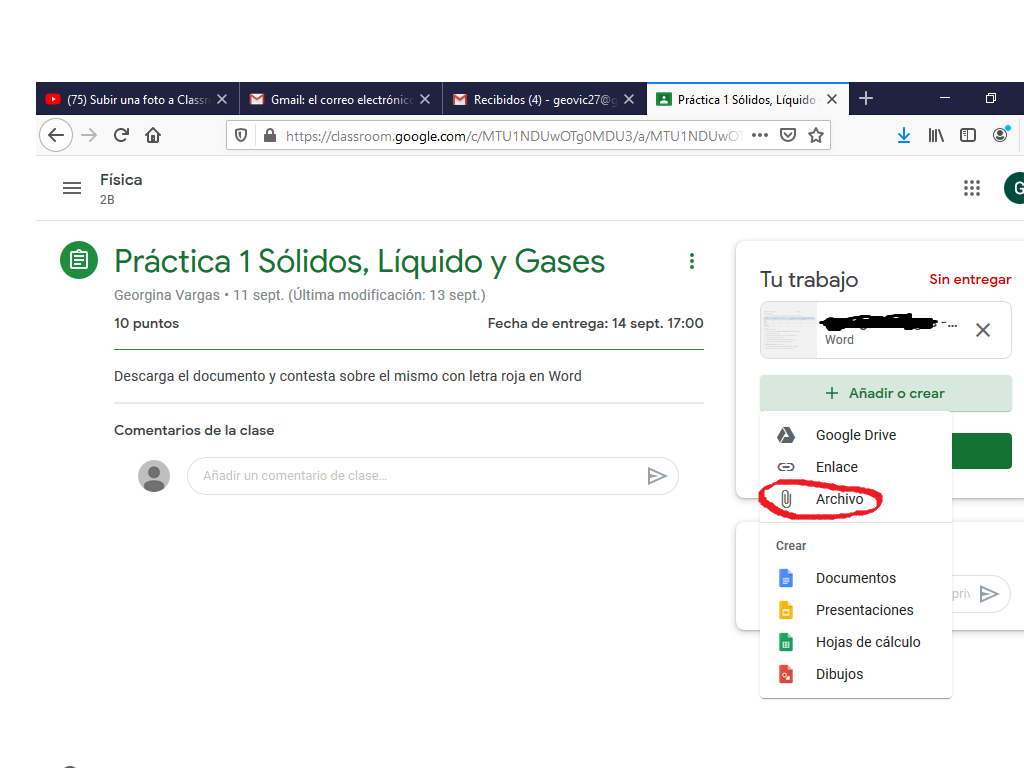 (75) Subir una foto a Classr
Gmail: el correo electrónic
Recibidos (4) - geovic27@g
Práctica 1 Sólidos, Líquido
https://classroom.google.com/c/MTU1NDUwOTg0MDU3/a/MTU1NDUwOT
Física
2B
G
Práctica 1 Sólidos, Líquido y Gases
Georgina Vargas • 11 sept. (Última modificación: 13 sept.)
10 puntos
Fecha de entrega: 14 sept. 17:00
Descarga el documento y contesta sobre el mismo con letra roja en Word
Comentarios de la clase
Añadir un comentario de clase...
Tu trabajo
Sin entregar
-...
Word
+ Añadir o crear
Google Drive
Enlace
Archivo
Crear
Documentos
Presentaciones
Hojas de cálculo
Dibujos
priv